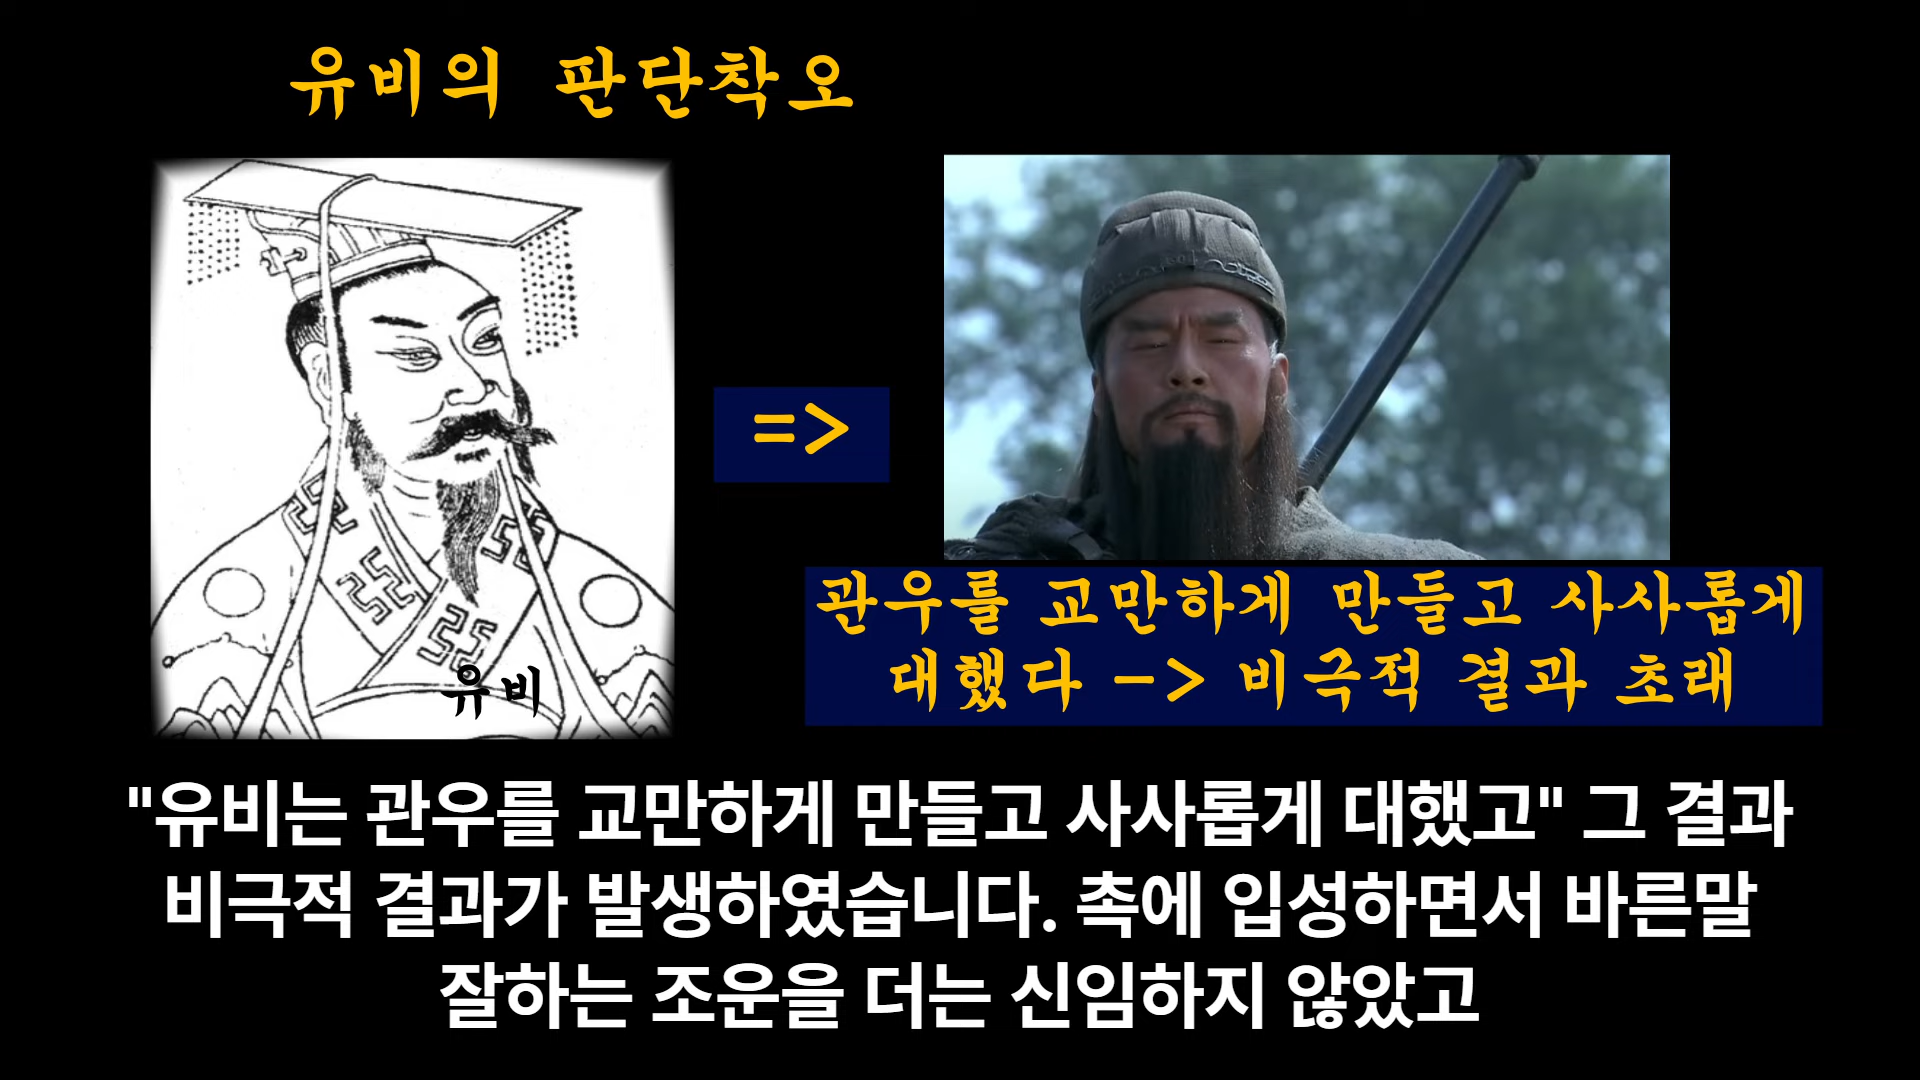 유비의 판단착오
=>
유비
관우를 교만하게 만들고 사사롭게
대했다 -> 비극적 결과 초래
"유비는 관우를 교만하게 만들고 사사롭게 대했고" 그 결과
비극적 결과가 발생하였습니다. 촉에 입성하면서 바른말
잘하는 조운을 더는 신임하지 않았고